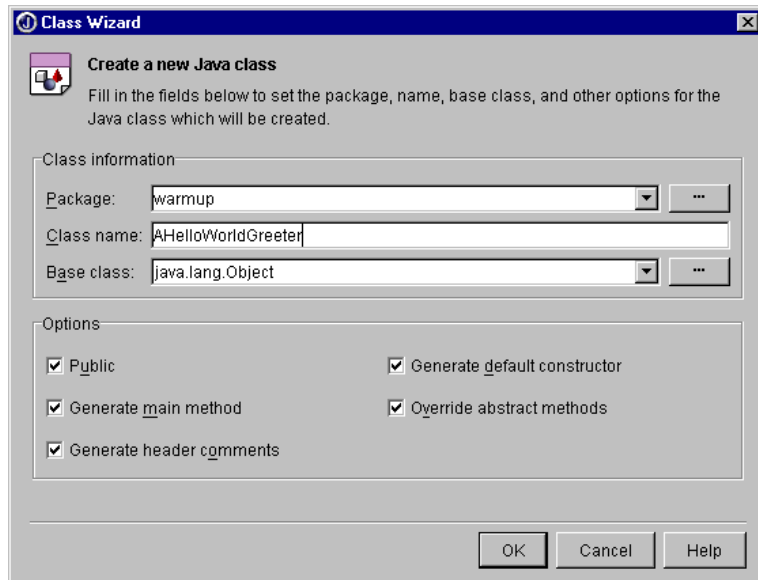 Class Wizard
Create a new Java class
Fill in the fields below to set the package, name, base class, and other options for the
Java class which will be created.
Class information
Package: warmup ...
Class name: AHelloWorldGreeter
Base class: java.lang.Object ...
Options
Public Generate default constructor
Generate main method Override abstract methods
Generate header comments
OK Cancel Help